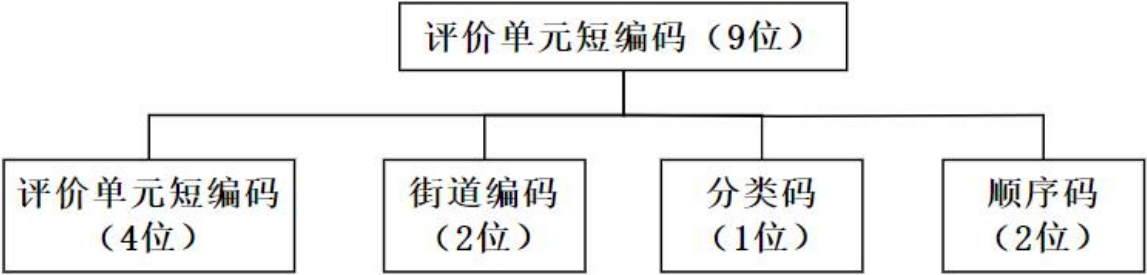 评价单元短编码（9位）
评价单元短编码
（4位）
街道编码
（2位）
分类码
（1位）
顺序码
（2位）